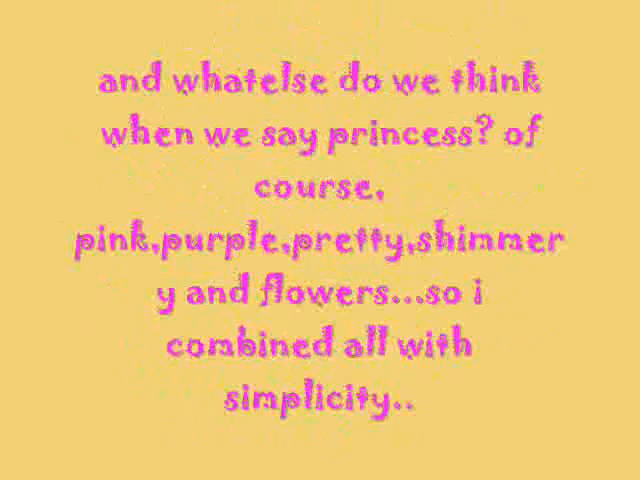 and whatelse do we think
when we say princess? of
course,
pink,purple,pretty,shimmer
y and flowers...so i
combined all with
simplicity..